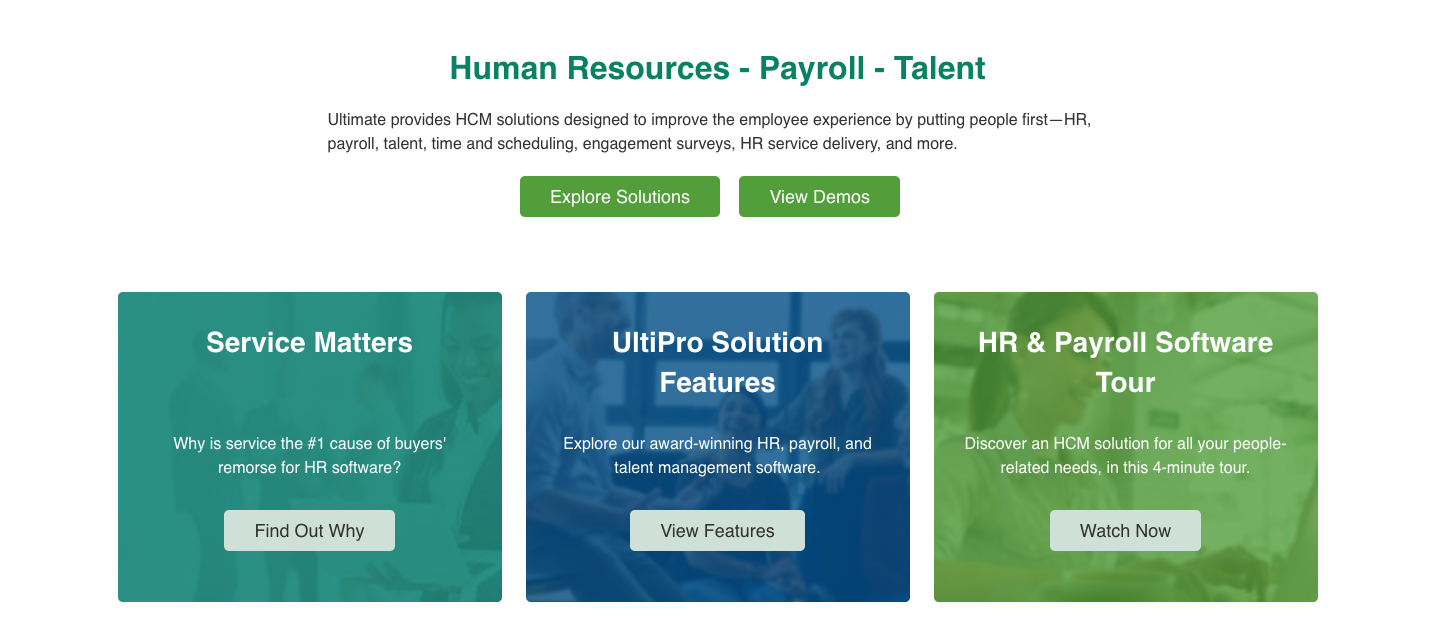 Human Resources - Payroll - Talent
Ultimate provides HCM solutions designed to improve the employee experience by putting people first—HR,
payroll, talent, time and scheduling, engagement surveys, HR service delivery, and more.
Explore Solutions
View Demos
Service Matters
Why is service the #1 cause of buyers'
remorse for HR software?
Find Out Why
UltiPro Solution
Features
Explore our award-winning HR, payroll, and
talent management software.
View Features
HR & Payroll Software
Tour
Discover an HCM solution for all your people-
related needs, in this 4-minute tour.
Watch Now